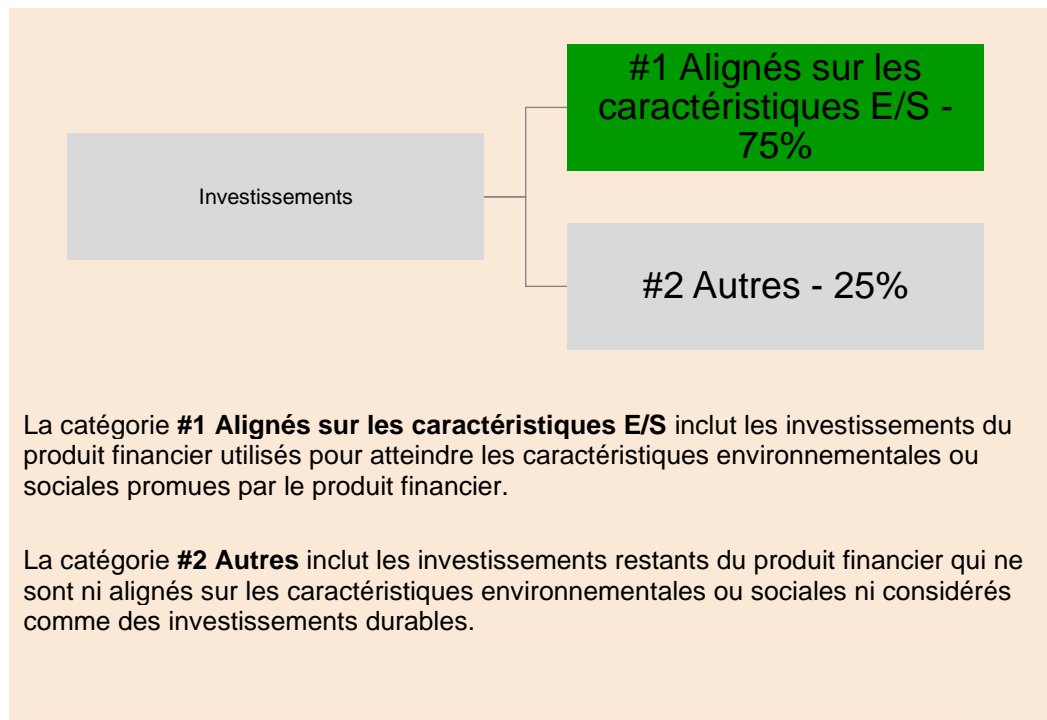 #1 Alignés sur les
caractéristiques E/S -
75%
Investissements
#2 Autres - 25%
La catégorie #1 Alignés sur les caractéristiques E/S inclut les investissements du
produit financier utilisés pour atteindre les caractéristiques environnementales ou
sociales promues par le produit financier.
La catégorie #2 Autres inclut les investissements restants du produit financier qui ne
sont ni alignés sur les caractéristiques environnementales ou sociales ni considérés
comme des investissements durables.